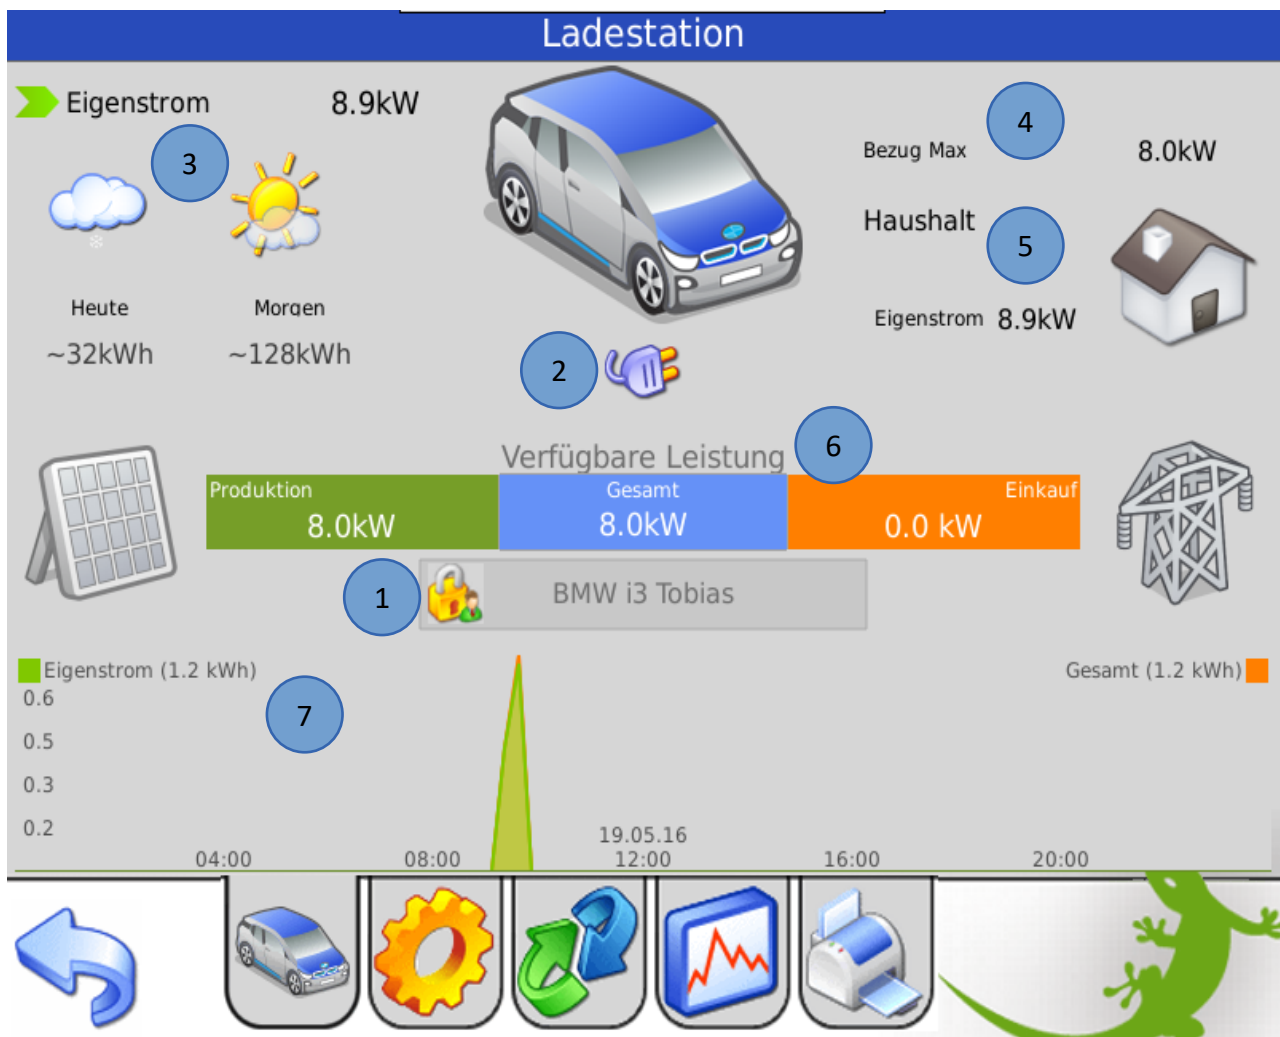 Ladestation
Eigenstrom 8.9kW
3
4
Bezug Max 8.0kW
Haushalt
5
Heute Morgen
Eigenstrom 8.9kW
~32kWh ~128kWh
2
Verfügbare Leistung
6
Produktion Gesamt Einkauf
8.0kW 8.0kW 0.0 kW
1
BMW i3 Tobias
Eigenstrom (1.2 kWh) Gesamt (1.2 kWh)
0.6
7
0.5
0.3
0.2
19.05.16
04:00 08:00 12:00 16:00 20:00